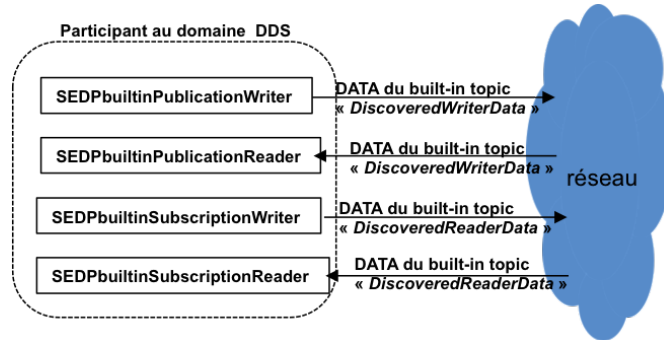 Participant au domaine DDS
SEDPbuiltinPublicationWriter
DATA du built-in topic
« DiscoveredWriterData »
SEDPbuiltinPublicationReader
DATA du built-in topic
« DiscoveredWriterData »
réseau
SEDPbuiltinSubscriptionWriter
DATA du built-in topic
« DiscoveredReaderData »
SEDPbuiltinSubscriptionReader
DATA du built-in topic
« DiscoveredReaderData »